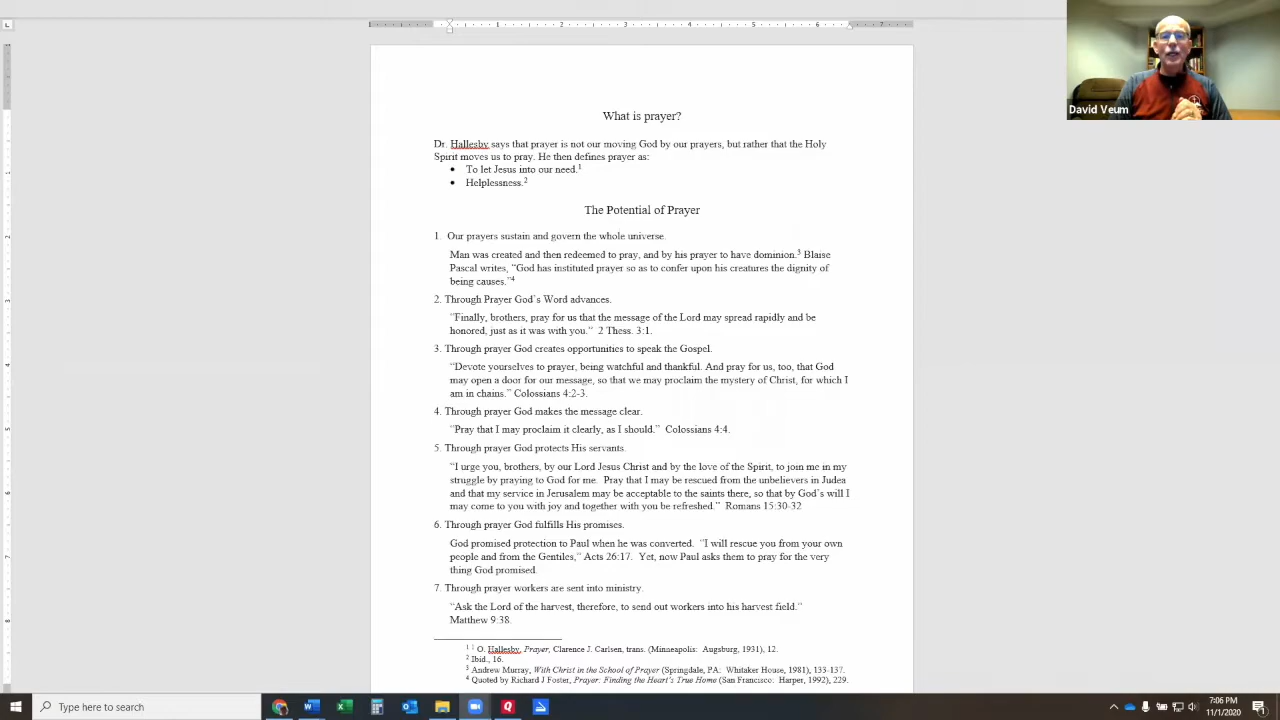 David Veum
What is prayer?
Dr. Hallesby says that prayer is not our moving God by our prayers, but rather that the Holy
Spirit moves us to pray. He then defines prayer as:
• To let Jesus into our need.1
• Helplessness.2
The Potential of Prayer
1. Our prayers sustain and govern the whole universe.
Man was created and then redeemed to pray, and by his prayer to have dominion.3 Blaise
Pascal writes, “God has instituted prayer so as to confer upon his creatures the dignity of
being causes.”4
2. Through Prayer God’s Word advances.
“Finally, brothers, pray for us that the message of the Lord may spread rapidly and be
honored, just as it was with you.” 2 Thess. 3:1.
3. Through prayer God creates opportunities to speak the Gospel.
“Devote yourselves to prayer, being watchful and thankful. And pray for us, too, that God
may open a door for our message, so that we may proclaim the mystery of Christ, for which I
am in chains.” Colossians 4:2-3.
4. Through prayer God makes the message clear.
“Pray that I may proclaim it clearly, as I should.” Colossians 4:4.
5. Through prayer God protects His servants.
“I urge you, brothers, by our Lord Jesus Christ and by the love of the Spirit, to join me in my
struggle by praying to God for me. Pray that I may be rescued from the unbelievers in Judea
and that my service in Jerusalem may be acceptable to the saints there, so that by God’s will I
may come to you with joy and together with you be refreshed.” Romans 15:30-32
6. Through prayer God fulfills His promises.
God promised protection to Paul when he was converted. “I will rescue you from your own
people and from the Gentiles,” Acts 26:17. Yet, now Paul asks them to pray for the very
thing God promised.
7. Through prayer workers are sent into ministry.
“Ask the Lord of the harvest, therefore, to send out workers into his harvest field.”
Matthew 9:38.
1 1 O. Hallesby, Prayer, Clarence J. Carlsen, trans. (Minneapolis: Augsburg, 1931), 12.
2 Ibid., 16.
3 Andrew Murray, With Christ in the School of Prayer (Springdale, PA: Whitaker House, 1981), 135-137.
4 Quoted by Richard J Foster, Prayer: Finding the Heart’s True Home (San Francisco: Harper, 1992), 229.
Type here to search
7:06 PM
11/1/2020